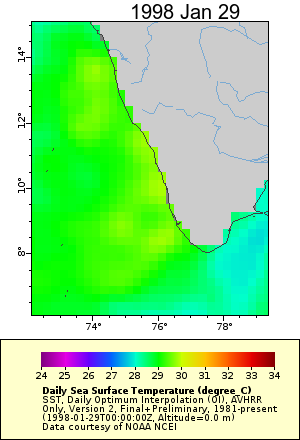 1998 Jan 29
14°
12°
10°
8°
74°
76°
78°
24 25 26 27 28 29 30 31 32 33 34
Daily Sea Surface Temperature (degree_C)
SST, Daily Optimum Interpolation (OI), AVHRR
Only, Version 2, Final+Preliminary, 1981-present
(1998-01-29T00:00:00Z, Altitude=0.0 m)
Data courtesy of NOAA NCEI